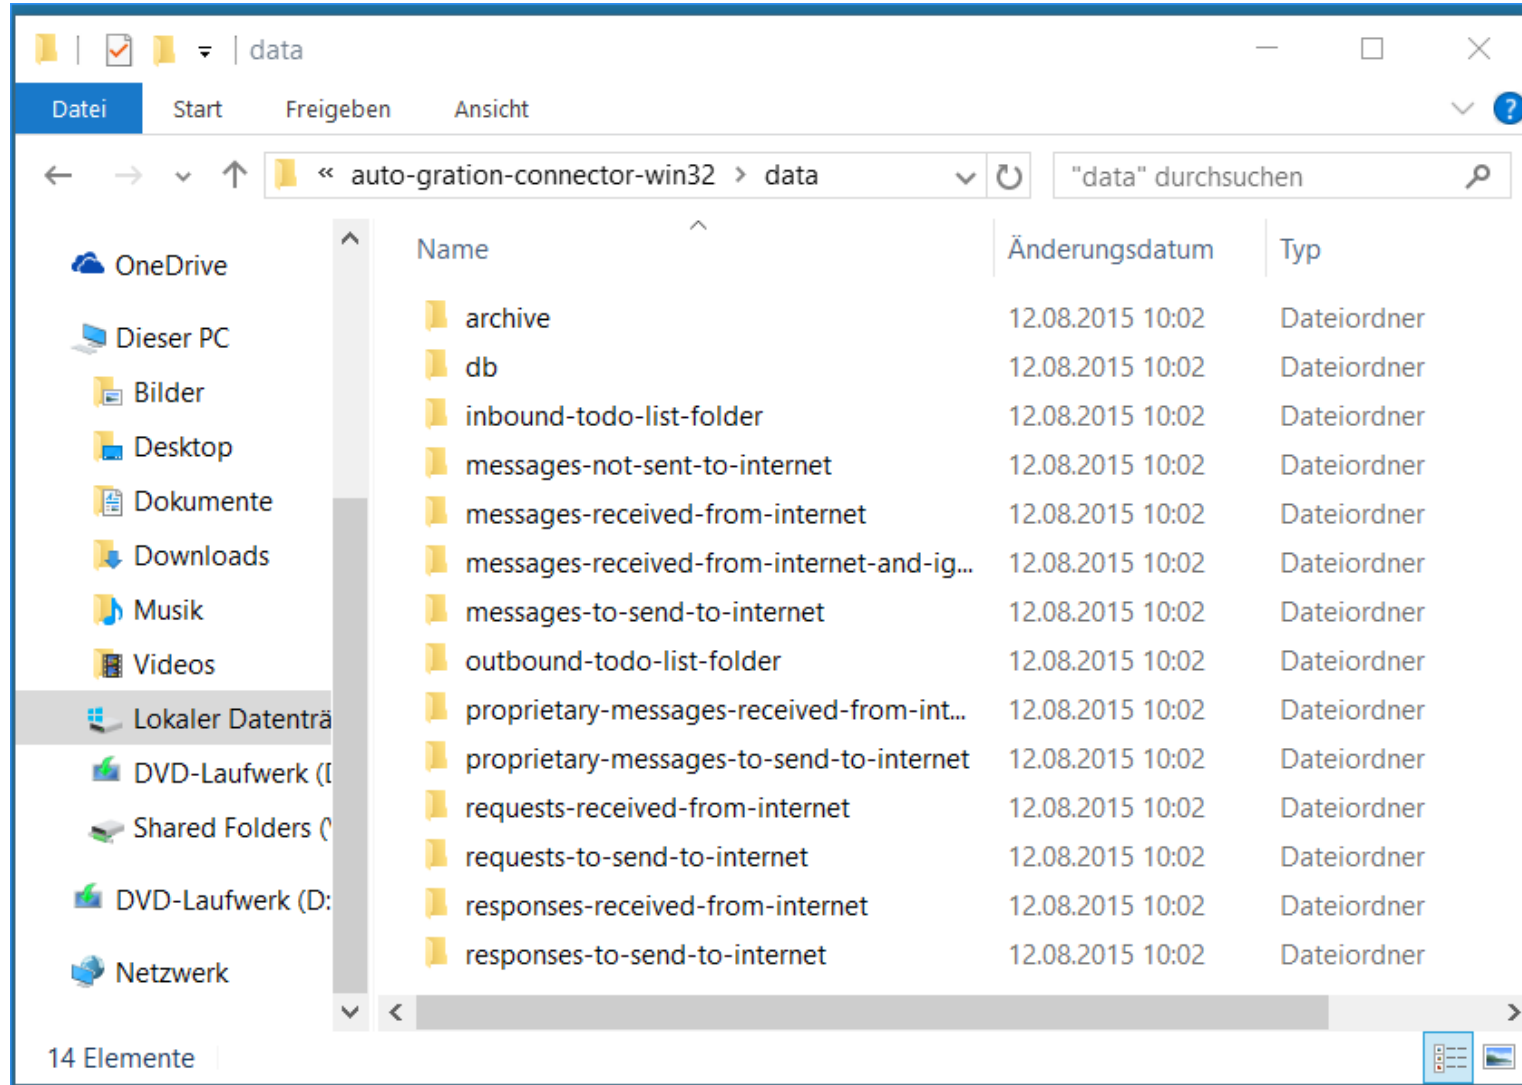 data
Datei Start Freigeben Ansicht ?
« auto-gration-connector-win32 > data "data" durchsuchen
Name Änderungsdatum Typ
OneDrive
Dieser PC
Bilder
Desktop
Dokumente
Downloads
Musik
Videos
Lokaler Datenträ
DVD-Laufwerk (D
Shared Folders (\
DVD-Laufwerk (D:
Netzwerk
archive 12.08.2015 10:02 Dateiordner
db 12.08.2015 10:02 Dateiordner
inbound-todo-list-folder 12.08.2015 10:02 Dateiordner
messages-not-sent-to-internet 12.08.2015 10:02 Dateiordner
messages-received-from-internet 12.08.2015 10:02 Dateiordner
messages-received-from-internet-and-ig... 12.08.2015 10:02 Dateiordner
messages-to-send-to-internet 12.08.2015 10:02 Dateiordner
outbound-todo-list-folder 12.08.2015 10:02 Dateiordner
proprietary-messages-received-from-int... 12.08.2015 10:02 Dateiordner
proprietary-messages-to-send-to-internet 12.08.2015 10:02 Dateiordner
requests-received-from-internet 12.08.2015 10:02 Dateiordner
requests-to-send-to-internet 12.08.2015 10:02 Dateiordner
responses-received-from-internet 12.08.2015 10:02 Dateiordner
responses-to-send-to-internet 12.08.2015 10:02 Dateiordner
14 Elemente